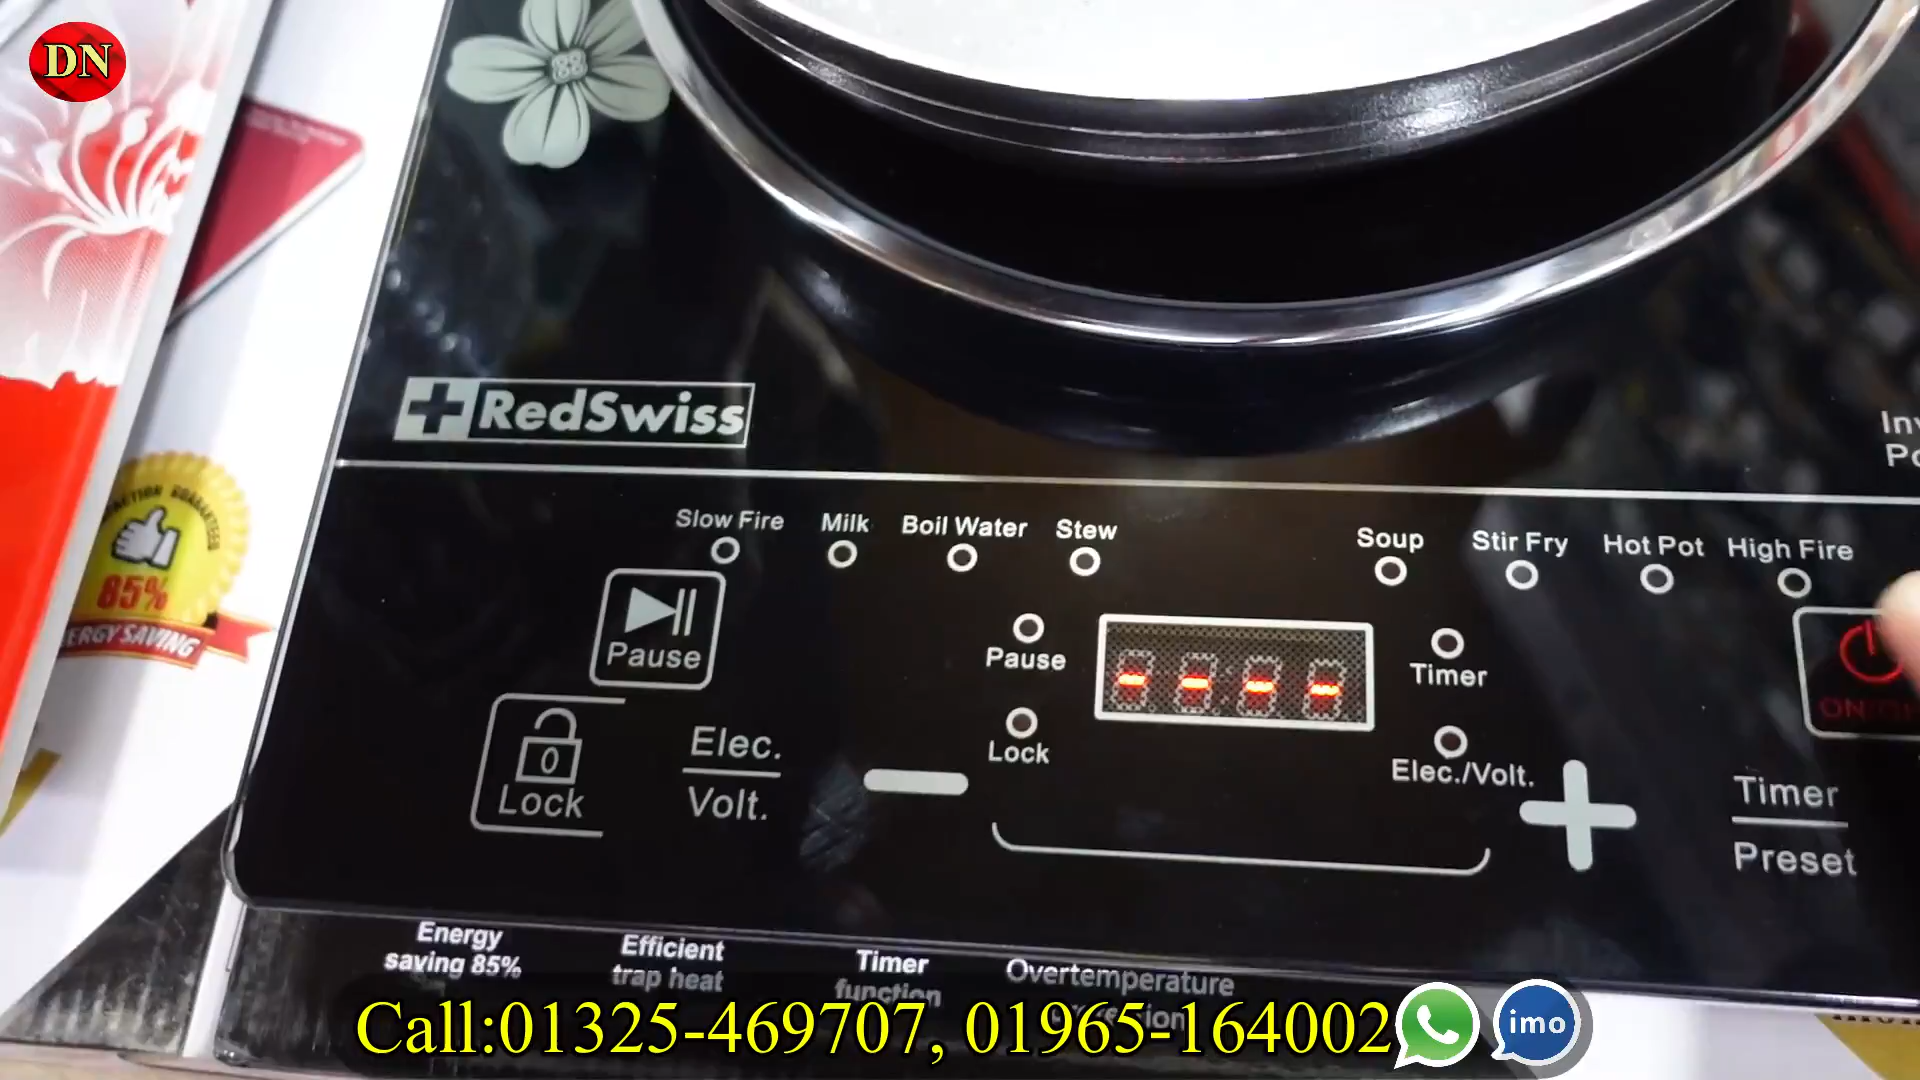 DN
RedSwiss
Slow Fire
Milk
Boil Water
Stew
Soup
Stir Fry
Hot Pot
High Fire
Pause
Pause
Timer
Lock
0
Lock
Elec.
Volt.
Elec./Volt.
Timer
Preset
85%
Energy
saving 85%
Efficient
trap heat
Timer
function
Overtemperature
Call:01325-469707, 01965-164002
imo